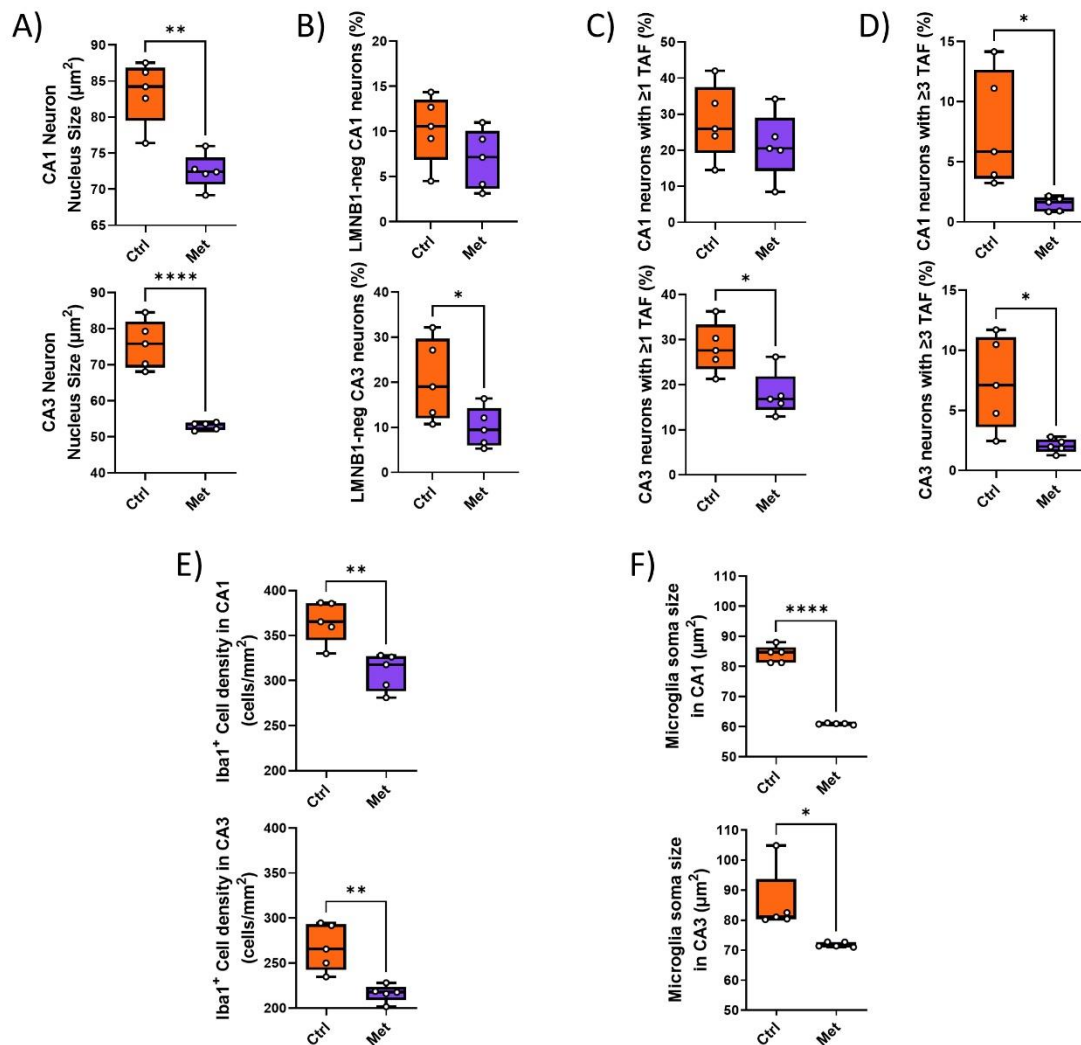 A)
CA1 Neuron
Nucleus Size (µm²)
**
90
85
80
75
70
65
Ctrl
Met
B)
LMNB1-neg CA1 neurons (%)
20
15
10
5
0
Ctrl
Met
C)
CA1 neurons with ≥1 TAF (%)
50
40
30
20
10
0
Ctrl
Met
D)
CA1 neurons with ≥3 TAF (%)
*
15
10
5
0
Ctrl
Met
CA3 Neuron
Nucleus Size (µm²)
****
90
80
70
60
50
40
Ctrl
Met
LMNB1-neg CA3 neurons (%)
*
40
30
20
10
0
Ctrl
Met
CA3 neurons with ≥1 TAF (%)
*
40
30
20
10
0
Ctrl
Met
CA3 neurons with ≥3 TAF (%)
*
15
10
5
0
Ctrl
Met
E)
Iba1⁺ Cell density in CA1
(cells/mm²)
**
400
350
300
250
200
Ctrl
Met
F)
Microglia soma size
in CA1 (µm²)
****
100
90
80
70
60
50
Ctrl
Met
Iba1⁺ Cell density in CA3
(cells/mm²)
**
400
350
300
250
200
Ctrl
Met
Microglia soma size
in CA3 (µm²)
*
110
100
90
80
70
60
50
Ctrl
Met